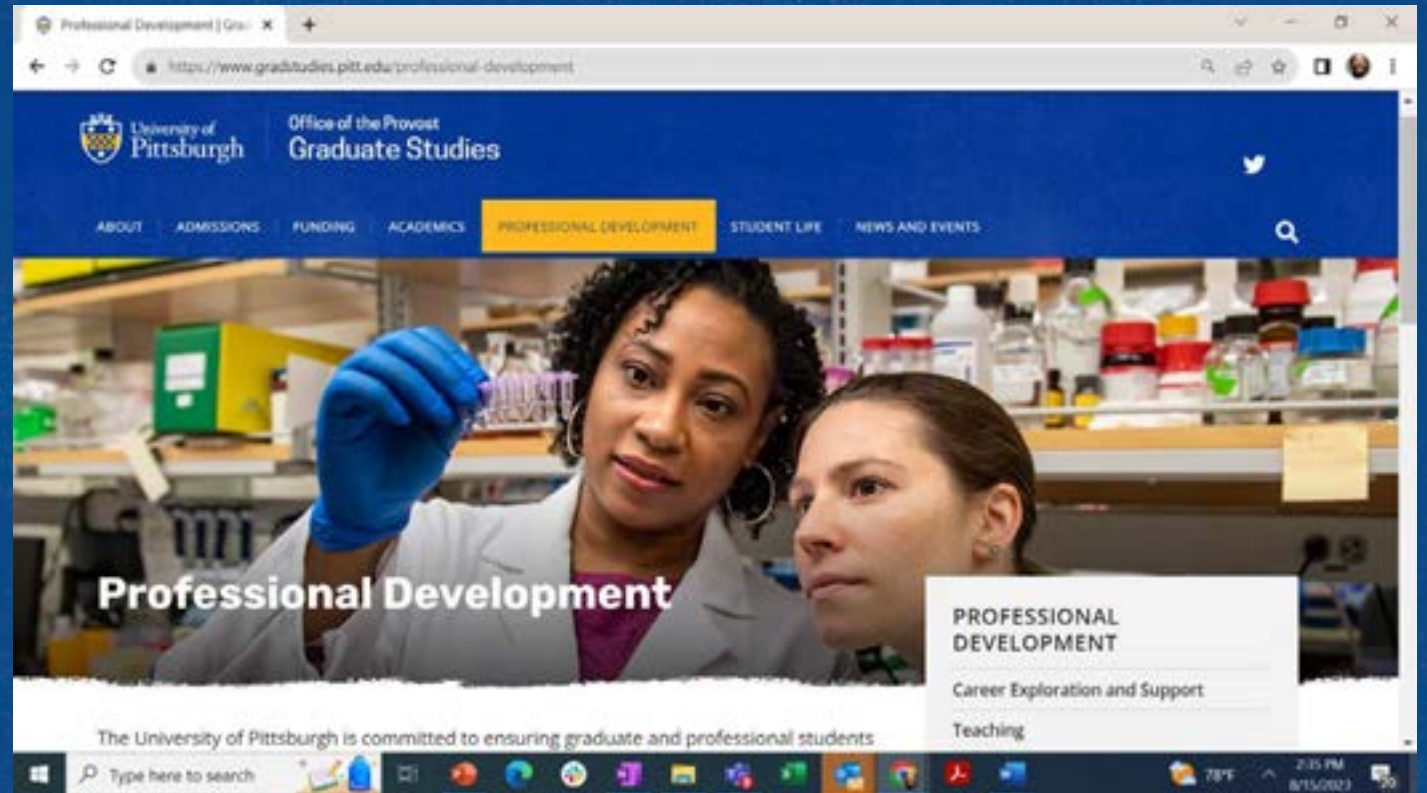 Professional Development | Gra
https://www.gradstudies.pitt.edu/professional-development
University of
Pittsburgh
Office of the Provost
Graduate Studies
ABOUT
ADMISSIONS
FUNDING
ACADEMICS
PROFESSIONAL DEVELOPMENT
STUDENT LIFE
NEWS AND EVENTS
Professional Development
PROFESSIONAL
DEVELOPMENT
Career Exploration and Support
Teaching
The University of Pittsburgh is committed to ensuring graduate and professional students
Type here to search
78°F
2:35 PM
8/15/2023